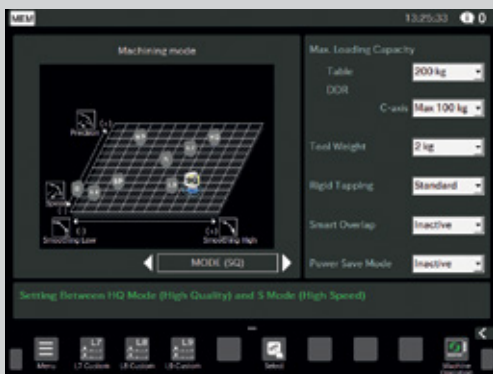 MEM
13:25:33
0
Machining mode
Precision
(+)
(-)
(-)
(+)
Smoothing Low
Smoothing High
SQ
MODE (SQ)
Max. Loading Capacity
Table
200 kg
DDR
C-axis
Max 100 kg
Tool Weight
2 kg
Rigid Tapping
Standard
Smart Overlap
Inactive
Power Save Mode
Inactive
Setting Between HQ Mode (High Quality) and S Mode (High Speed)
Menu
L7 Custom
L8 Custom
L9 Custom
Select
Machine